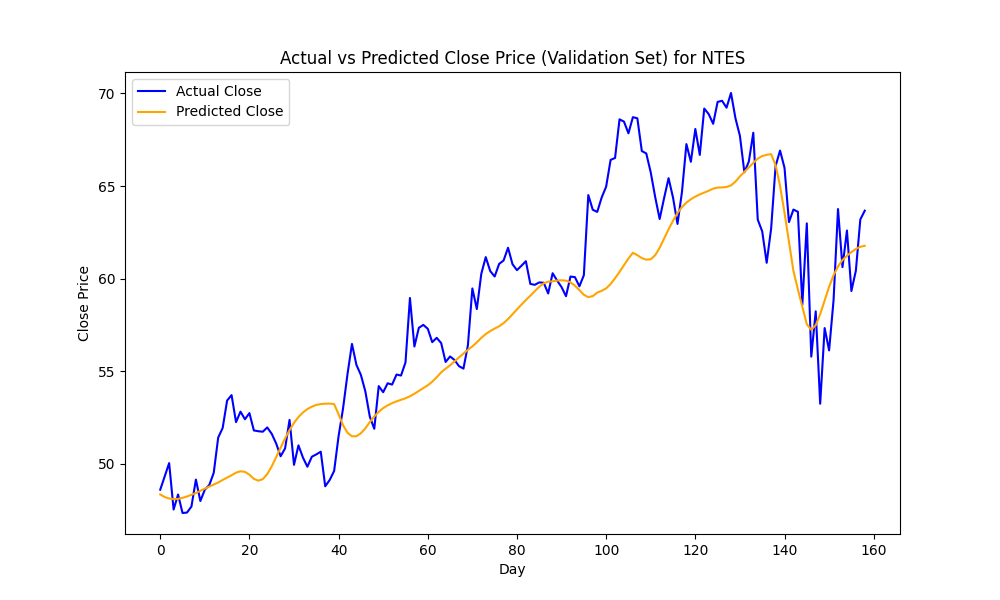 Actual vs Predicted Close Price (Validation Set) for NTES
Actual Close
Predicted Close
70
65
60
55
50
Close Price
0 20 40 60 80 100 120 140 160
Day